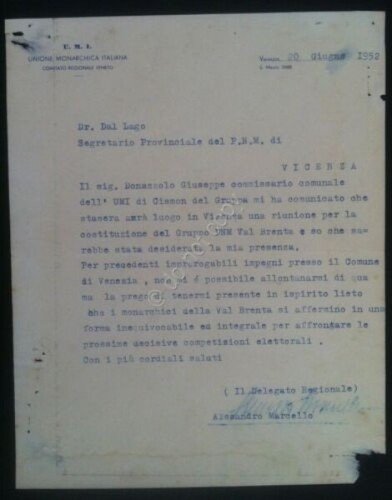 U. M. I.
UNIONE MONARCHICA ITALIANA
COMITATO REGIONALE VENETO
Venezia, 20 Giugno 1952
S. Marco
Dr. Dal Lago
Segretario Provinciale del P.N.M. di
VICENZA
Il sig. Donazzolo Giuseppe commissario comunale
dell' UMI di Cismon del Grappa mi ha comunicato che
stasera avrà luogo in Vicenza una riunione per la
costituzione del Gruppo UMI Val Brenta e so che sa-
rebbe stata desiderata la mia presenza.
Per precedenti improrogabili impegni presso il Comune
di Venezia , non mi è possibile allontanarmi di qua
ma la prego di tenermi presente in ispirito lieto
che i monarchici della Val Brenta si affermino in una
forma inequivocabile ed integrale per affrontare le
prossime decisive competizioni elettorali .
Con i più cordiali saluti
( Il Delegato Regionale)
Alessandro Marcello